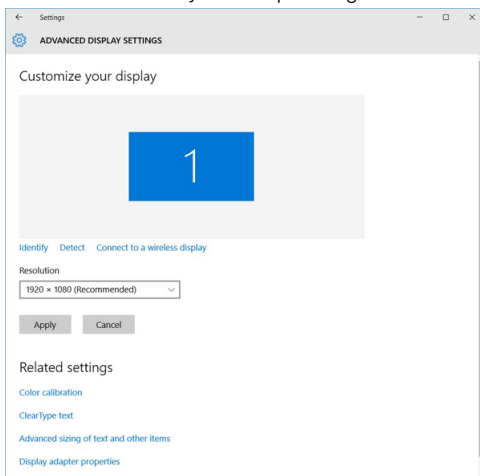 Settings
ADVANCED DISPLAY SETTINGS
Customize your display
1
Identify Detect Connect to a wireless display
Resolution
1920 × 1080 (Recommended)
Apply Cancel
Related settings
Color calibration
ClearType text
Advanced sizing of text and other items
Display adapter properties